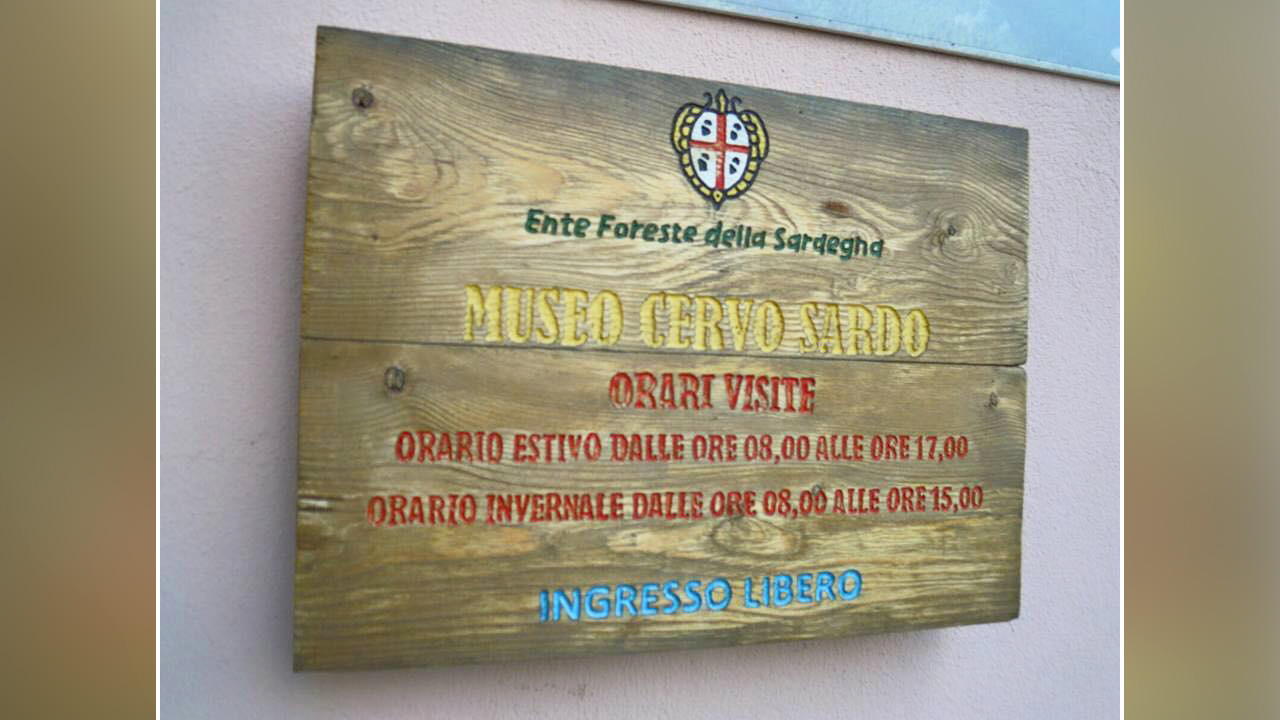 Ente Foreste della Sardegna
MUSEO CERVO SARDO
ORARI VISITE
ORARIO ESTIVO DALLE ORE 08,00 ALLE ORE 17,00
ORARIO INVERNALE DALLE ORE 08,00 ALLE ORE 15,00
INGRESSO LIBERO